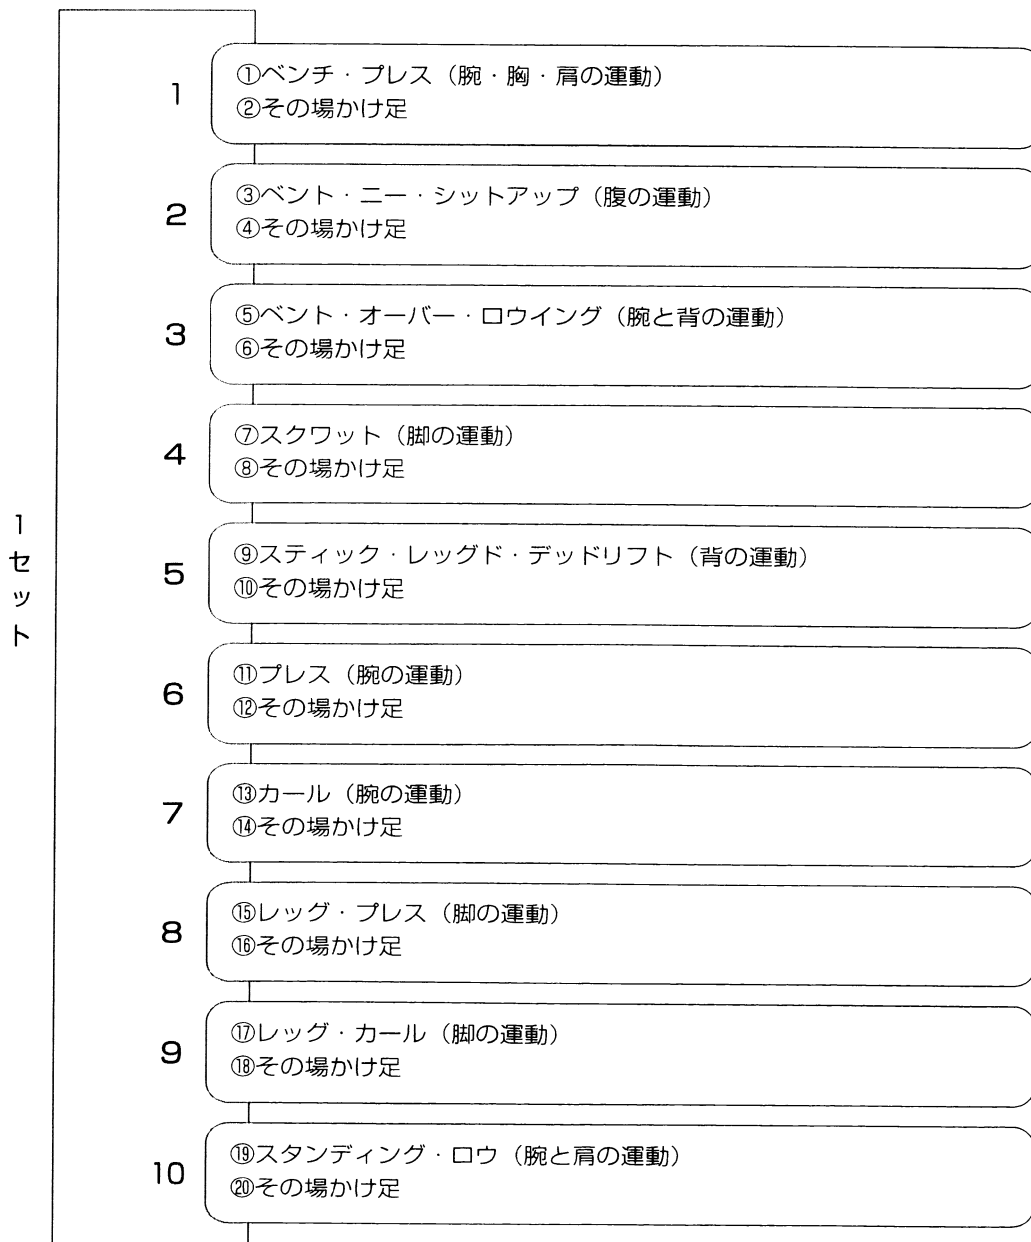 1
①ベンチ・プレス（腕・胸・肩の運動）
②その場かけ足
2
③ベント・ニー・シットアップ（腹の運動）
④その場かけ足
3
⑤ベント・オーバー・ロウイング（腕と背の運動）
⑥その場かけ足
4
⑦スクワット（脚の運動）
⑧その場かけ足
1セット
5
⑨スティック・レッグド・デッドリフト（背の運動）
⑩その場かけ足
6
⑪プレス（腕の運動）
⑫その場かけ足
7
⑬カール（腕の運動）
⑭その場かけ足
8
⑮レッグ・プレス（脚の運動）
⑯その場かけ足
9
⑰レッグ・カール（脚の運動）
⑱その場かけ足
10
⑲スタンディング・ロウ（腕と肩の運動）
⑳その場かけ足